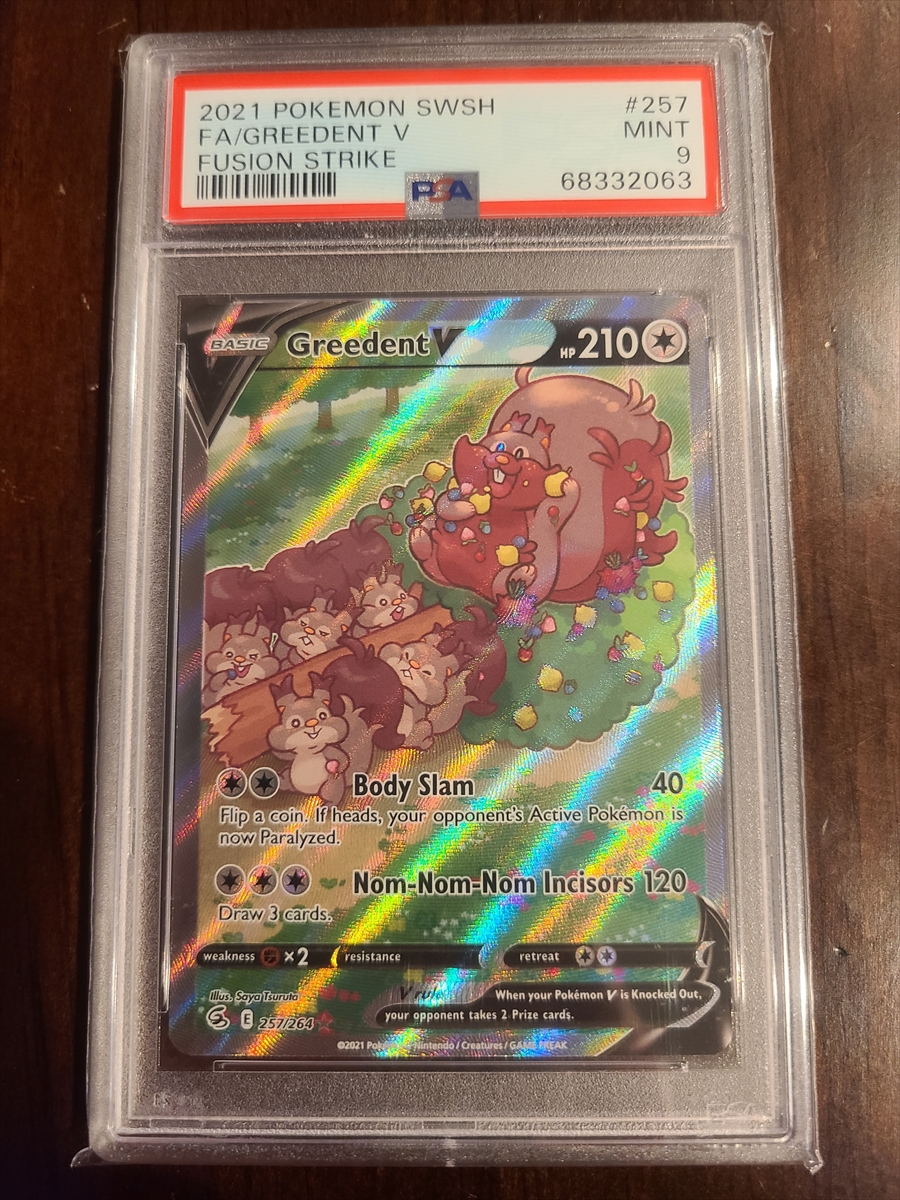 2021 POKEMON SWSH #257
FA/GREEDENT V MINT
FUSION STRIKE 9
68332063
PSA
BASIC Greedent V HP 210
Body Slam 40
Flip a coin. If heads, your opponent's Active Pokémon is
now Paralyzed.
Nom-Nom-Nom Incisors 120
Draw 3 cards.
weakness ×2 resistance retreat
Illus. Saya Tsuruta
V rule When your Pokémon V is Knocked Out,
your opponent takes 2 Prize cards.
E 257/264
©2021 Pokémon / Nintendo / Creatures / GAME FREAK